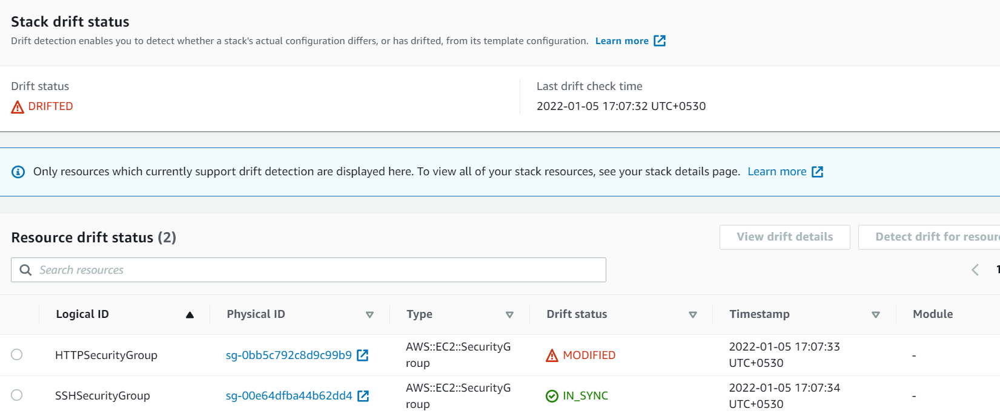 Stack drift status
Drift detection enables you to detect whether a stack's actual configuration differs, or has drifted, from its template configuration. Learn more
Drift status
DRIFTED
Last drift check time
2022-01-05 17:07:32 UTC+0530
Only resources which currently support drift detection are displayed here. To view all of your stack resources, see your stack details page. Learn more
Resource drift status (2)
View drift details
Detect drift for resour
Search resources
1
Logical ID Physical ID Type Drift status Timestamp Module
HTTPSecurityGroup sg-0bb5c792c8d9c99b9 AWS::EC2::SecurityG MODIFIED 2022-01-05 17:07:33 -
roup UTC+0530
SSHSecurityGroup sg-00e64dfba44b62dd4 AWS::EC2::SecurityG IN_SYNC 2022-01-05 17:07:34 -
roup UTC+0530